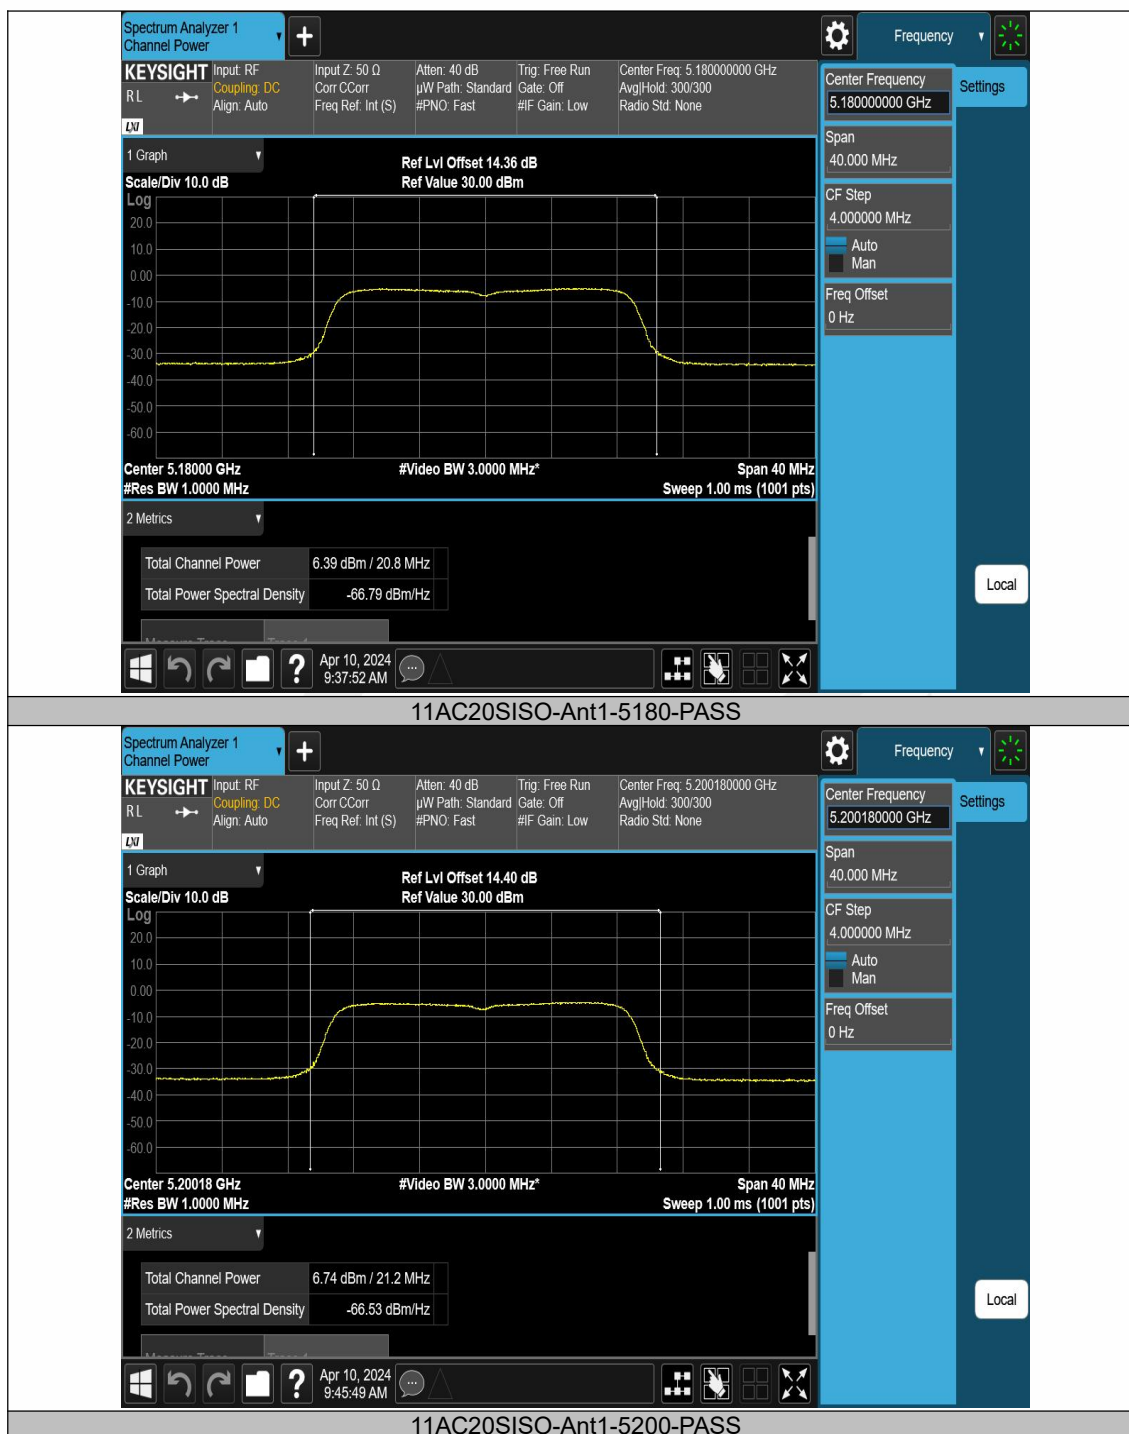 Spectrum Analyzer 1
Channel Power
Frequency
KEYSIGHT
R L
LXI
Input: RF
Coupling: DC
Align: Auto
Input Z: 50 Ω
Corr CCorr
Freq Ref: Int (S)
Atten: 40 dB
µW Path: Standard
#PNO: Fast
Trig: Free Run
Gate: Off
#IF Gain: Low
Center Freq: 5.180000000 GHz
Avg|Hold: 300/300
Radio Std: None
Center Frequency
5.180000000 GHz
Settings
Span
40.000 MHz
CF Step
4.000000 MHz
Auto
Man
Freq Offset
0 Hz
1 Graph
Scale/Div 10.0 dB
Ref Lvl Offset 14.36 dB
Ref Value 30.00 dBm
Log
20.0
10.0
0.00
-10.0
-20.0
-30.0
-40.0
-50.0
-60.0
Center 5.18000 GHz
#Video BW 3.0000 MHz*
Span 40 MHz
#Res BW 1.0000 MHz
Sweep 1.00 ms (1001 pts)
2 Metrics
Total Channel Power 6.39 dBm / 20.8 MHz
Total Power Spectral Density -66.79 dBm/Hz
Local
Apr 10, 2024
9:37:52 AM
11AC20SISO-Ant1-5180-PASS
Spectrum Analyzer 1
Channel Power
Frequency
KEYSIGHT
R L
LXI
Input: RF
Coupling: DC
Align: Auto
Input Z: 50 Ω
Corr CCorr
Freq Ref: Int (S)
Atten: 40 dB
µW Path: Standard
#PNO: Fast
Trig: Free Run
Gate: Off
#IF Gain: Low
Center Freq: 5.200180000 GHz
Avg|Hold: 300/300
Radio Std: None
Center Frequency
5.200180000 GHz
Settings
Span
40.000 MHz
CF Step
4.000000 MHz
Auto
Man
Freq Offset
0 Hz
1 Graph
Scale/Div 10.0 dB
Ref Lvl Offset 14.40 dB
Ref Value 30.00 dBm
Log
20.0
10.0
0.00
-10.0
-20.0
-30.0
-40.0
-50.0
-60.0
Center 5.20018 GHz
#Video BW 3.0000 MHz*
Span 40 MHz
#Res BW 1.0000 MHz
Sweep 1.00 ms (1001 pts)
2 Metrics
Total Channel Power 6.74 dBm / 21.2 MHz
Total Power Spectral Density -66.53 dBm/Hz
Local
Apr 10, 2024
9:45:49 AM
11AC20SISO-Ant1-5200-PASS